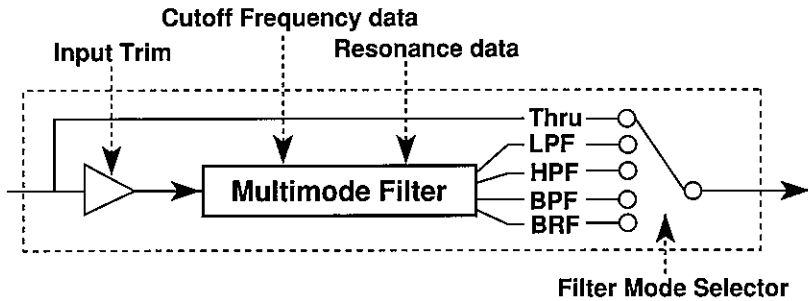 Cutoff Frequency data
Input Trim
Resonance data
Thru
LPF
HPF
Multimode Filter
BPF
BRF
Filter Mode Selector